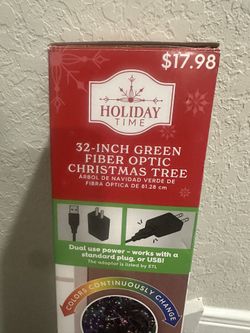 $17.98
HOLIDAY
TIME
32-INCH GREEN
FIBER OPTIC
CHRISTMAS TREE
ÁRBOL DE NAVIDAD VERDE DE
FIBRA ÓPTICA DE 81.28 cm
Dual use power - works with a
standard plug, or USB!
The adaptor is listed by ETL
COLORS CONTINUOUSLY CHANGE